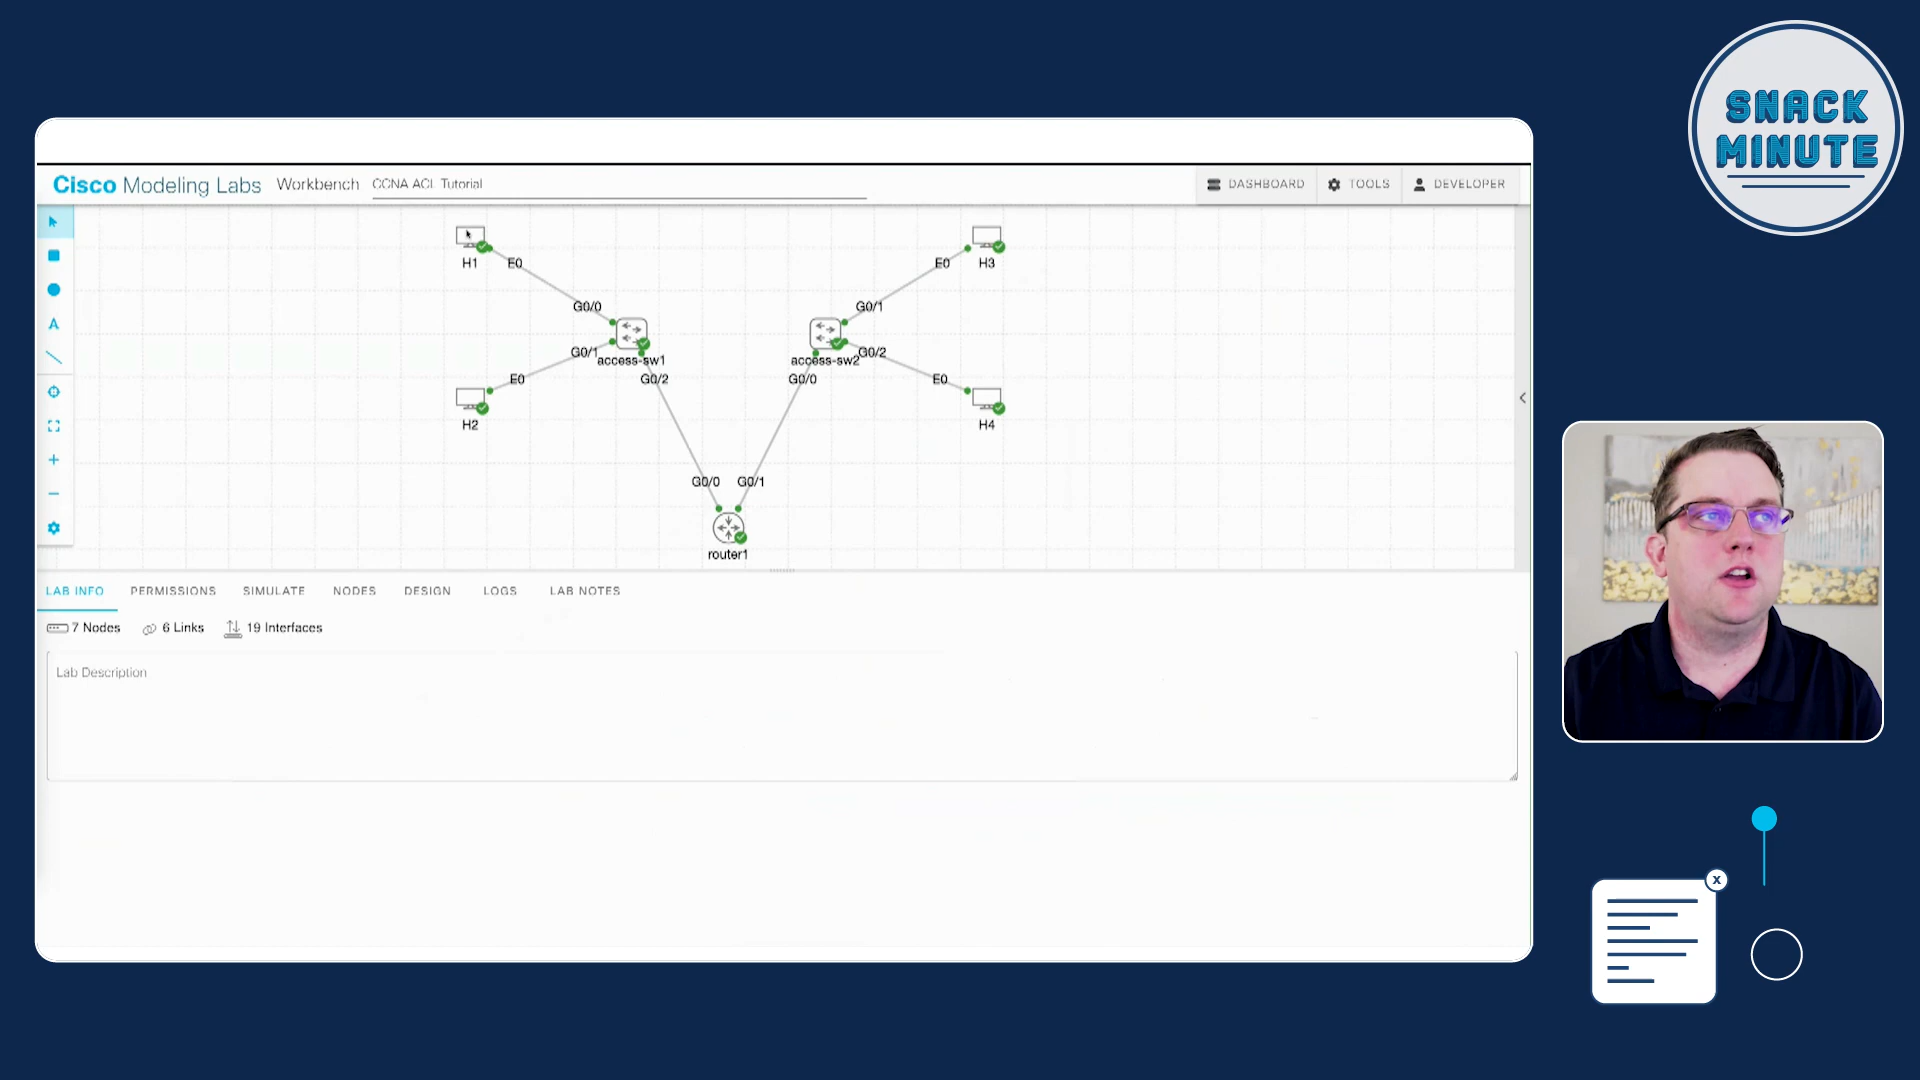 SNACK
MINUTE
Cisco Modeling Labs Workbench CCNA ACL Tutorial
DASHBOARD TOOLS DEVELOPER
H1 E0
E0 H3
G0/0
G0/1
G0/1 access-sw1
access-sw2 G0/2
E0 G0/2
G0/0 E0
H2
H4
G0/0 G0/1
router1
LAB INFO PERMISSIONS SIMULATE NODES DESIGN LOGS LAB NOTES
7 Nodes 6 Links 19 Interfaces
Lab Description
x